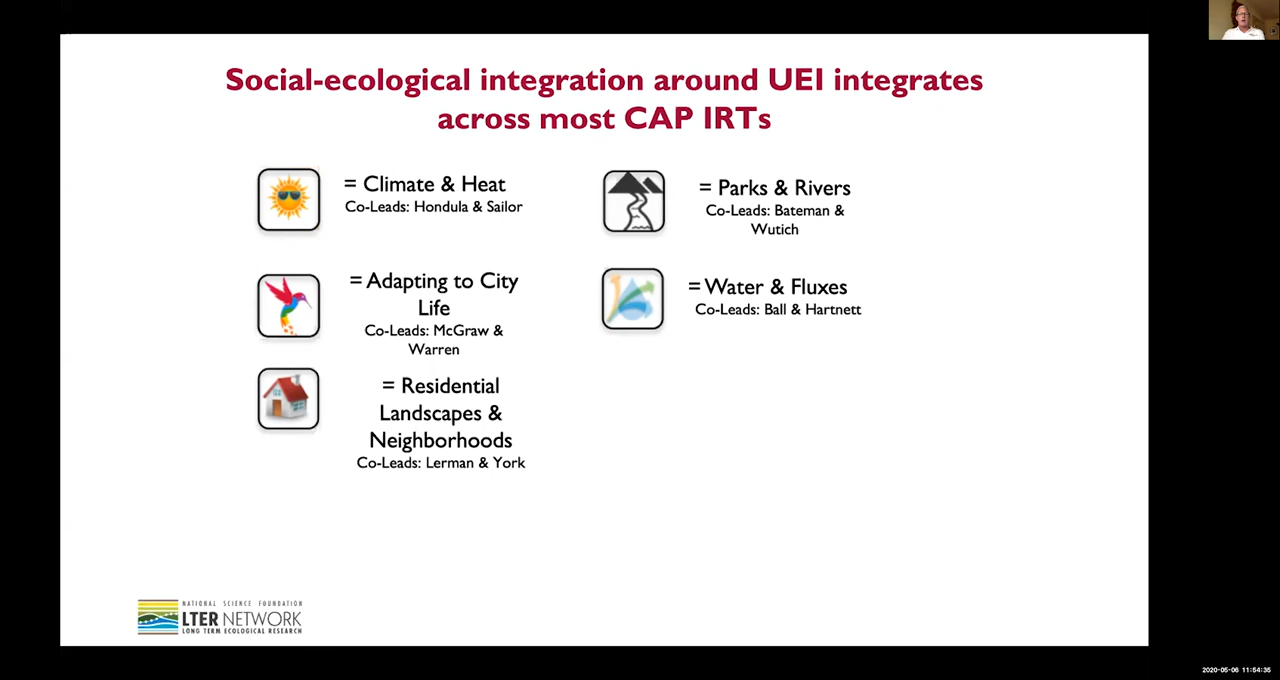 Social-ecological integration around UEI integrates
across most CAP IRTs
= Climate & Heat
Co-Leads: Hondula & Sailor
= Adapting to City
Life
Co-Leads: McGraw &
Warren
= Residential
Landscapes &
Neighborhoods
Co-Leads: Lerman & York
= Parks & Rivers
Co-Leads: Bateman &
Wutich
= Water & Fluxes
Co-Leads: Ball & Hartnett
NATIONAL SCIENCE FOUNDATION
LTER NETWORK
LONG TERM ECOLOGICAL RESEARCH
2020-05-06 11:54:35